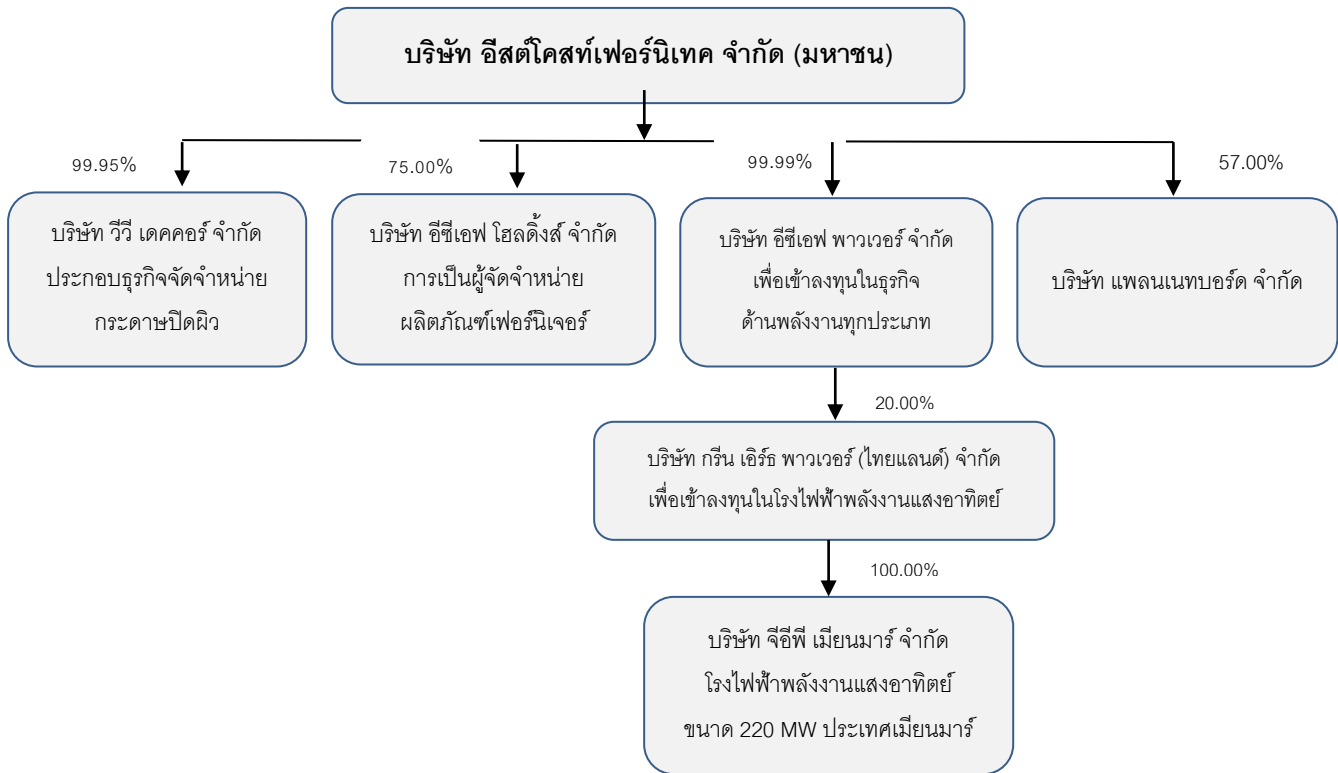 บริษัท อีสต์โคสท์เฟอร์นิเทค จำกัด (มหาชน)
99.95%
75.00%
99.99%
57.00%
บริษัท วีวี เดคคอร์ จำกัด
ประกอบธุรกิจจัดจำหน่าย
กระดาษปิดผิว
บริษัท อีซีเอฟ โฮลดิ้งส์ จำกัด
การเป็นผู้จัดจำหน่าย
ผลิตภัณฑ์เฟอร์นิเจอร์
บริษัท อีซีเอฟ พาวเวอร์ จำกัด
เพื่อเข้าลงทุนในธุรกิจ
ด้านพลังงานทุกประเภท
บริษัท แพลนเนทบอร์ด จำกัด
20.00%
บริษัท กรีน เอิร์ธ พาวเวอร์ (ไทยแลนด์) จำกัด
เพื่อเข้าลงทุนในโรงไฟฟ้าพลังงานแสงอาทิตย์
100.00%
บริษัท จีอีพี เมียนมาร์ จำกัด
โรงไฟฟ้าพลังงานแสงอาทิตย์
ขนาด 220 MW ประเทศเมียนมาร์